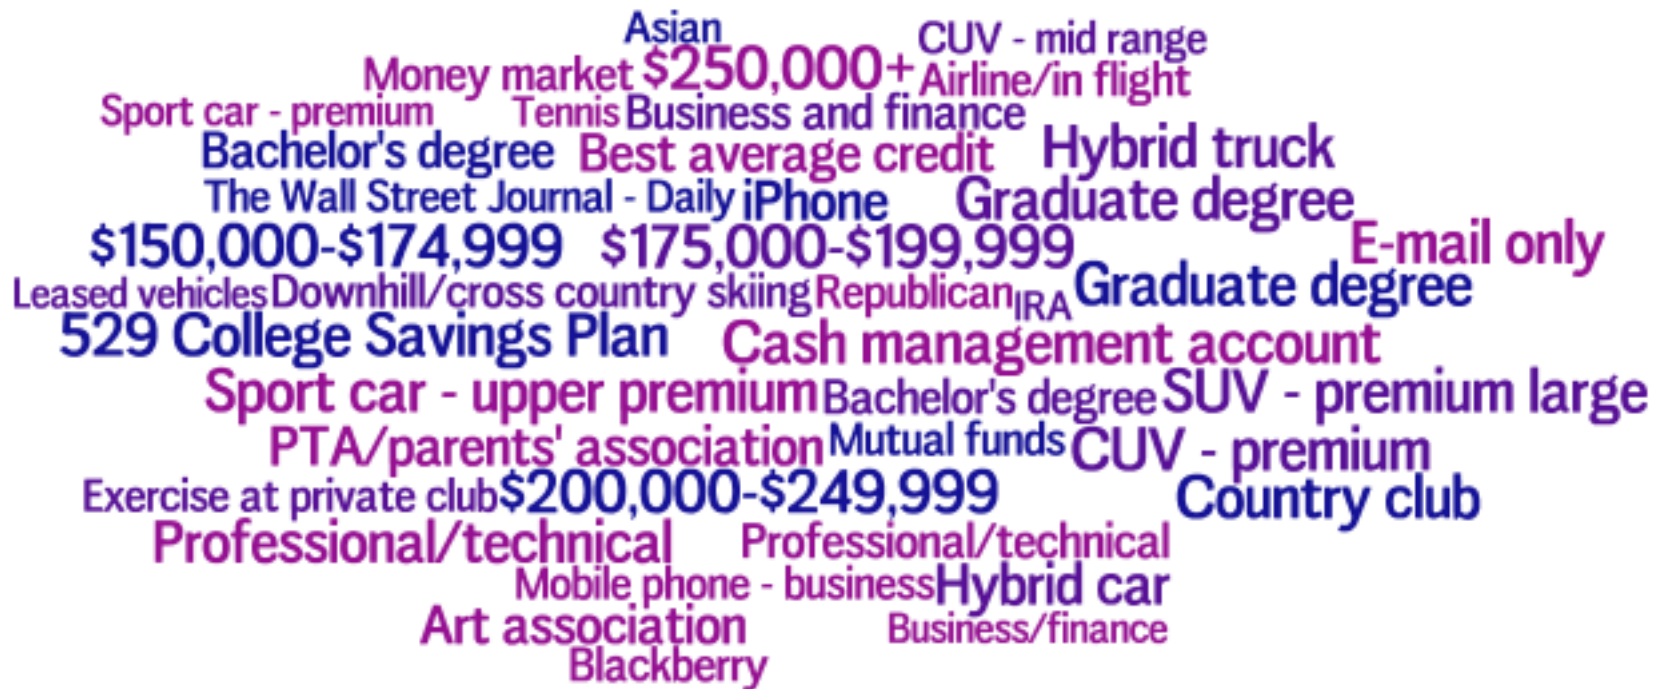 Asian
CUV - mid range
Money market $250,000+ Airline/in flight
Sport car - premium Tennis Business and finance
Bachelor's degree Best average credit Hybrid truck
The Wall Street Journal - Daily iPhone Graduate degree
$150,000-$174,999 $175,000-$199,999 E-mail only
Leased vehicles Downhill/cross country skiing Republican IRA Graduate degree
529 College Savings Plan Cash management account
Sport car - upper premium Bachelor's degree SUV - premium large
PTA/parents' association Mutual funds CUV - premium
Exercise at private club $200,000-$249,999 Country club
Professional/technical Professional/technical
Mobile phone - business Hybrid car
Art association Business/finance
Blackberry